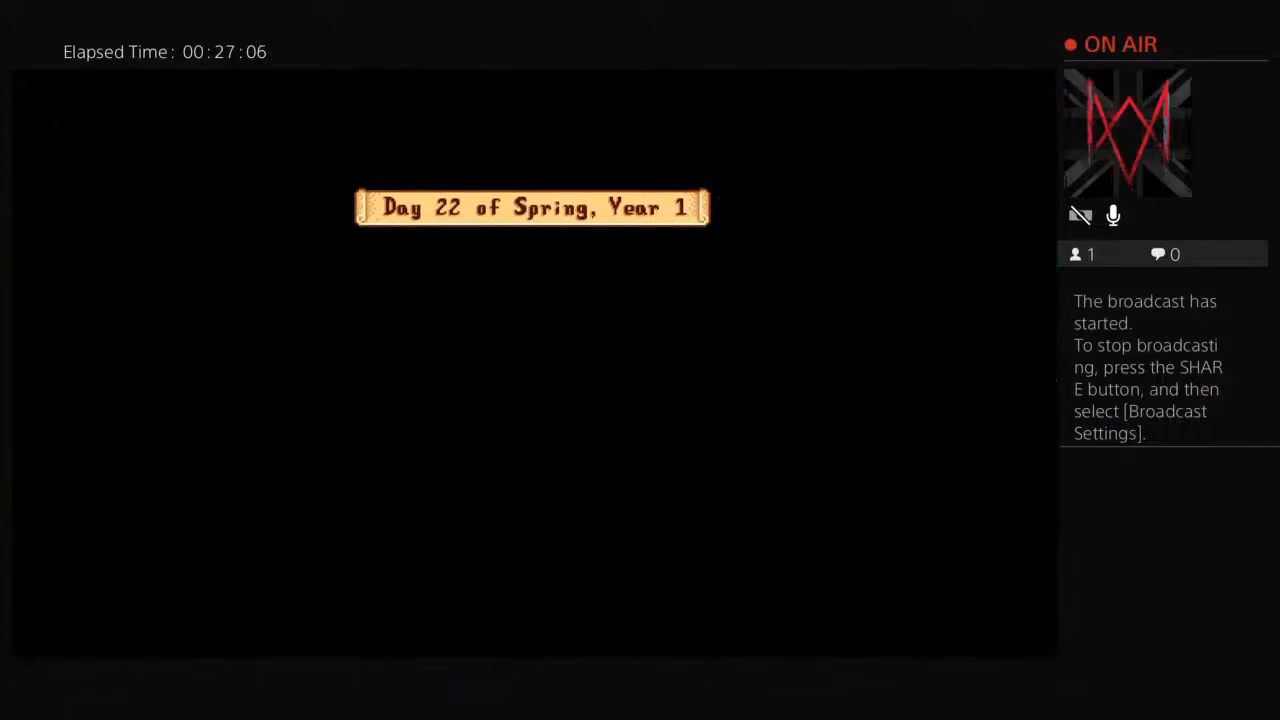 Elapsed Time: 00:27:06
ON AIR
Day 22 of Spring, Year 1
1
0
The broadcast has
started.
To stop broadcasti
ng, press the SHAR
E button, and then
select [Broadcast
Settings].